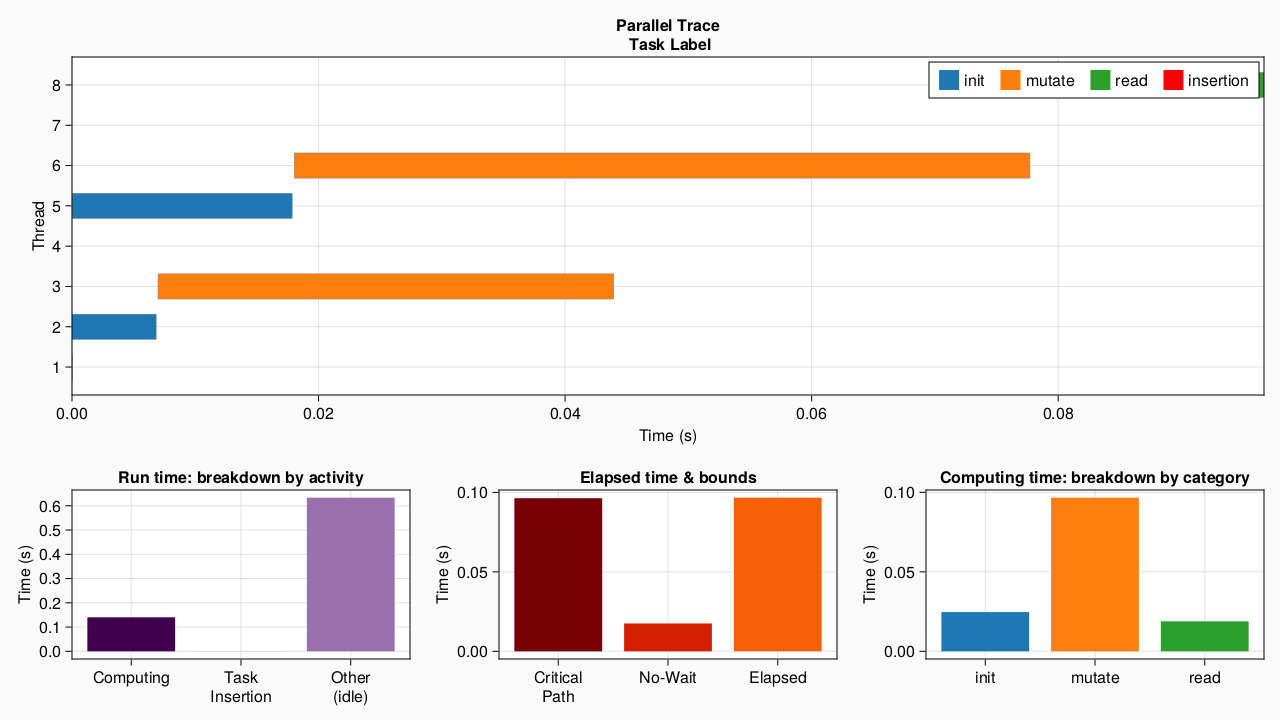 Parallel Trace
Task Label
init mutate read insertion
8
7
6
5
4
3
2
1
Thread
0.00 0.02 0.04 0.06 0.08
Time (s)
Run time: breakdown by activity
Time (s)
0.6
0.5
0.4
0.3
0.2
0.1
0.0
Computing Task Insertion Other (idle)
Elapsed time & bounds
Time (s)
0.10
0.05
0.00
Critical Path No-Wait Elapsed
Computing time: breakdown by category
Time (s)
0.10
0.05
0.00
init mutate read